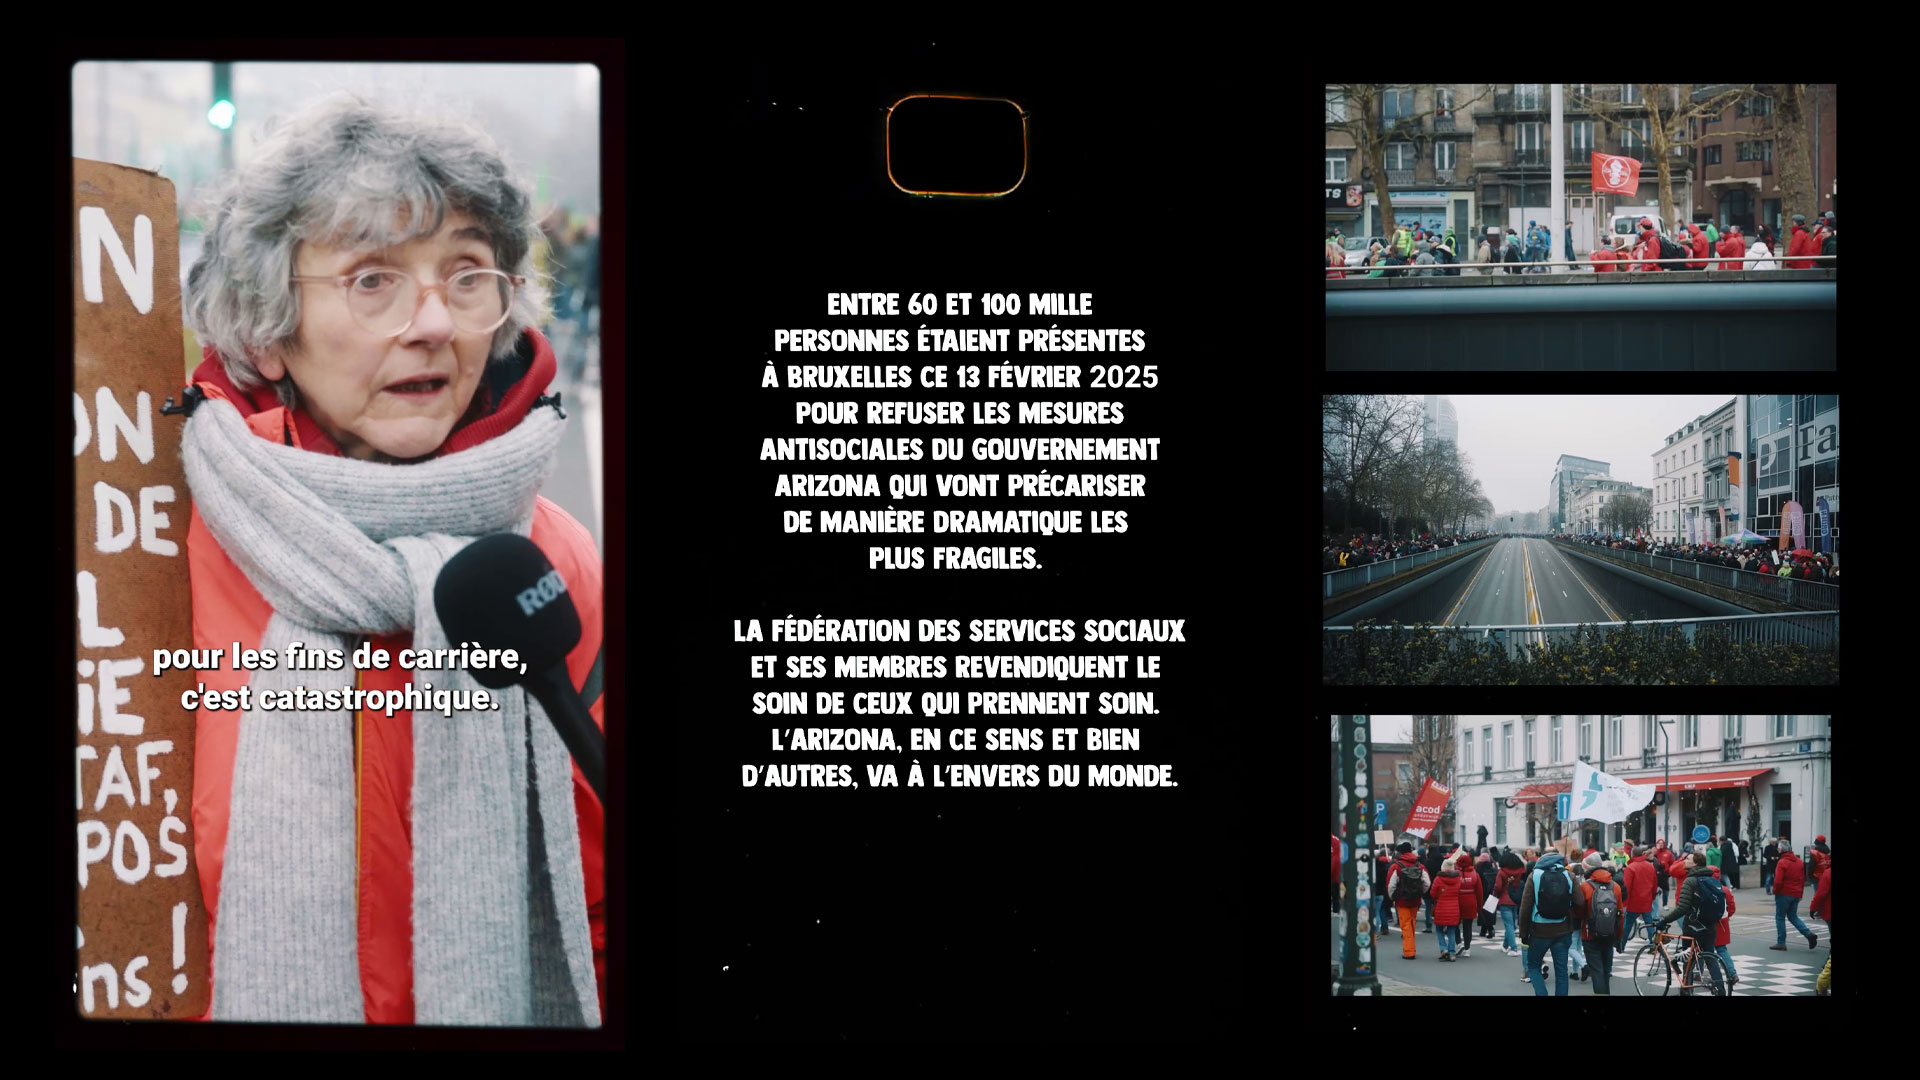 N
ON
DE
L
iE
TAF,
POS
ns !
RØD
pour les fins de carrière,
c'est catastrophique.
ENTRE 60 ET 100 MILLE
PERSONNES ÉTAIENT PRÉSENTES
À BRUXELLES CE 13 FÉVRIER 2025
POUR REFUSER LES MESURES
ANTISOCIALES DU GOUVERNEMENT
ARIZONA QUI VONT PRÉCARISER
DE MANIÈRE DRAMATIQUE LES
PLUS FRAGILES.
LA FÉDÉRATION DES SERVICES SOCIAUX
ET SES MEMBRES REVENDIQUENT LE
SOIN DE CEUX QUI PRENNENT SOIN.
L'ARIZONA, EN CE SENS ET BIEN
D'AUTRES, VA À L'ENVERS DU MONDE.
TS
Pa
P
acod